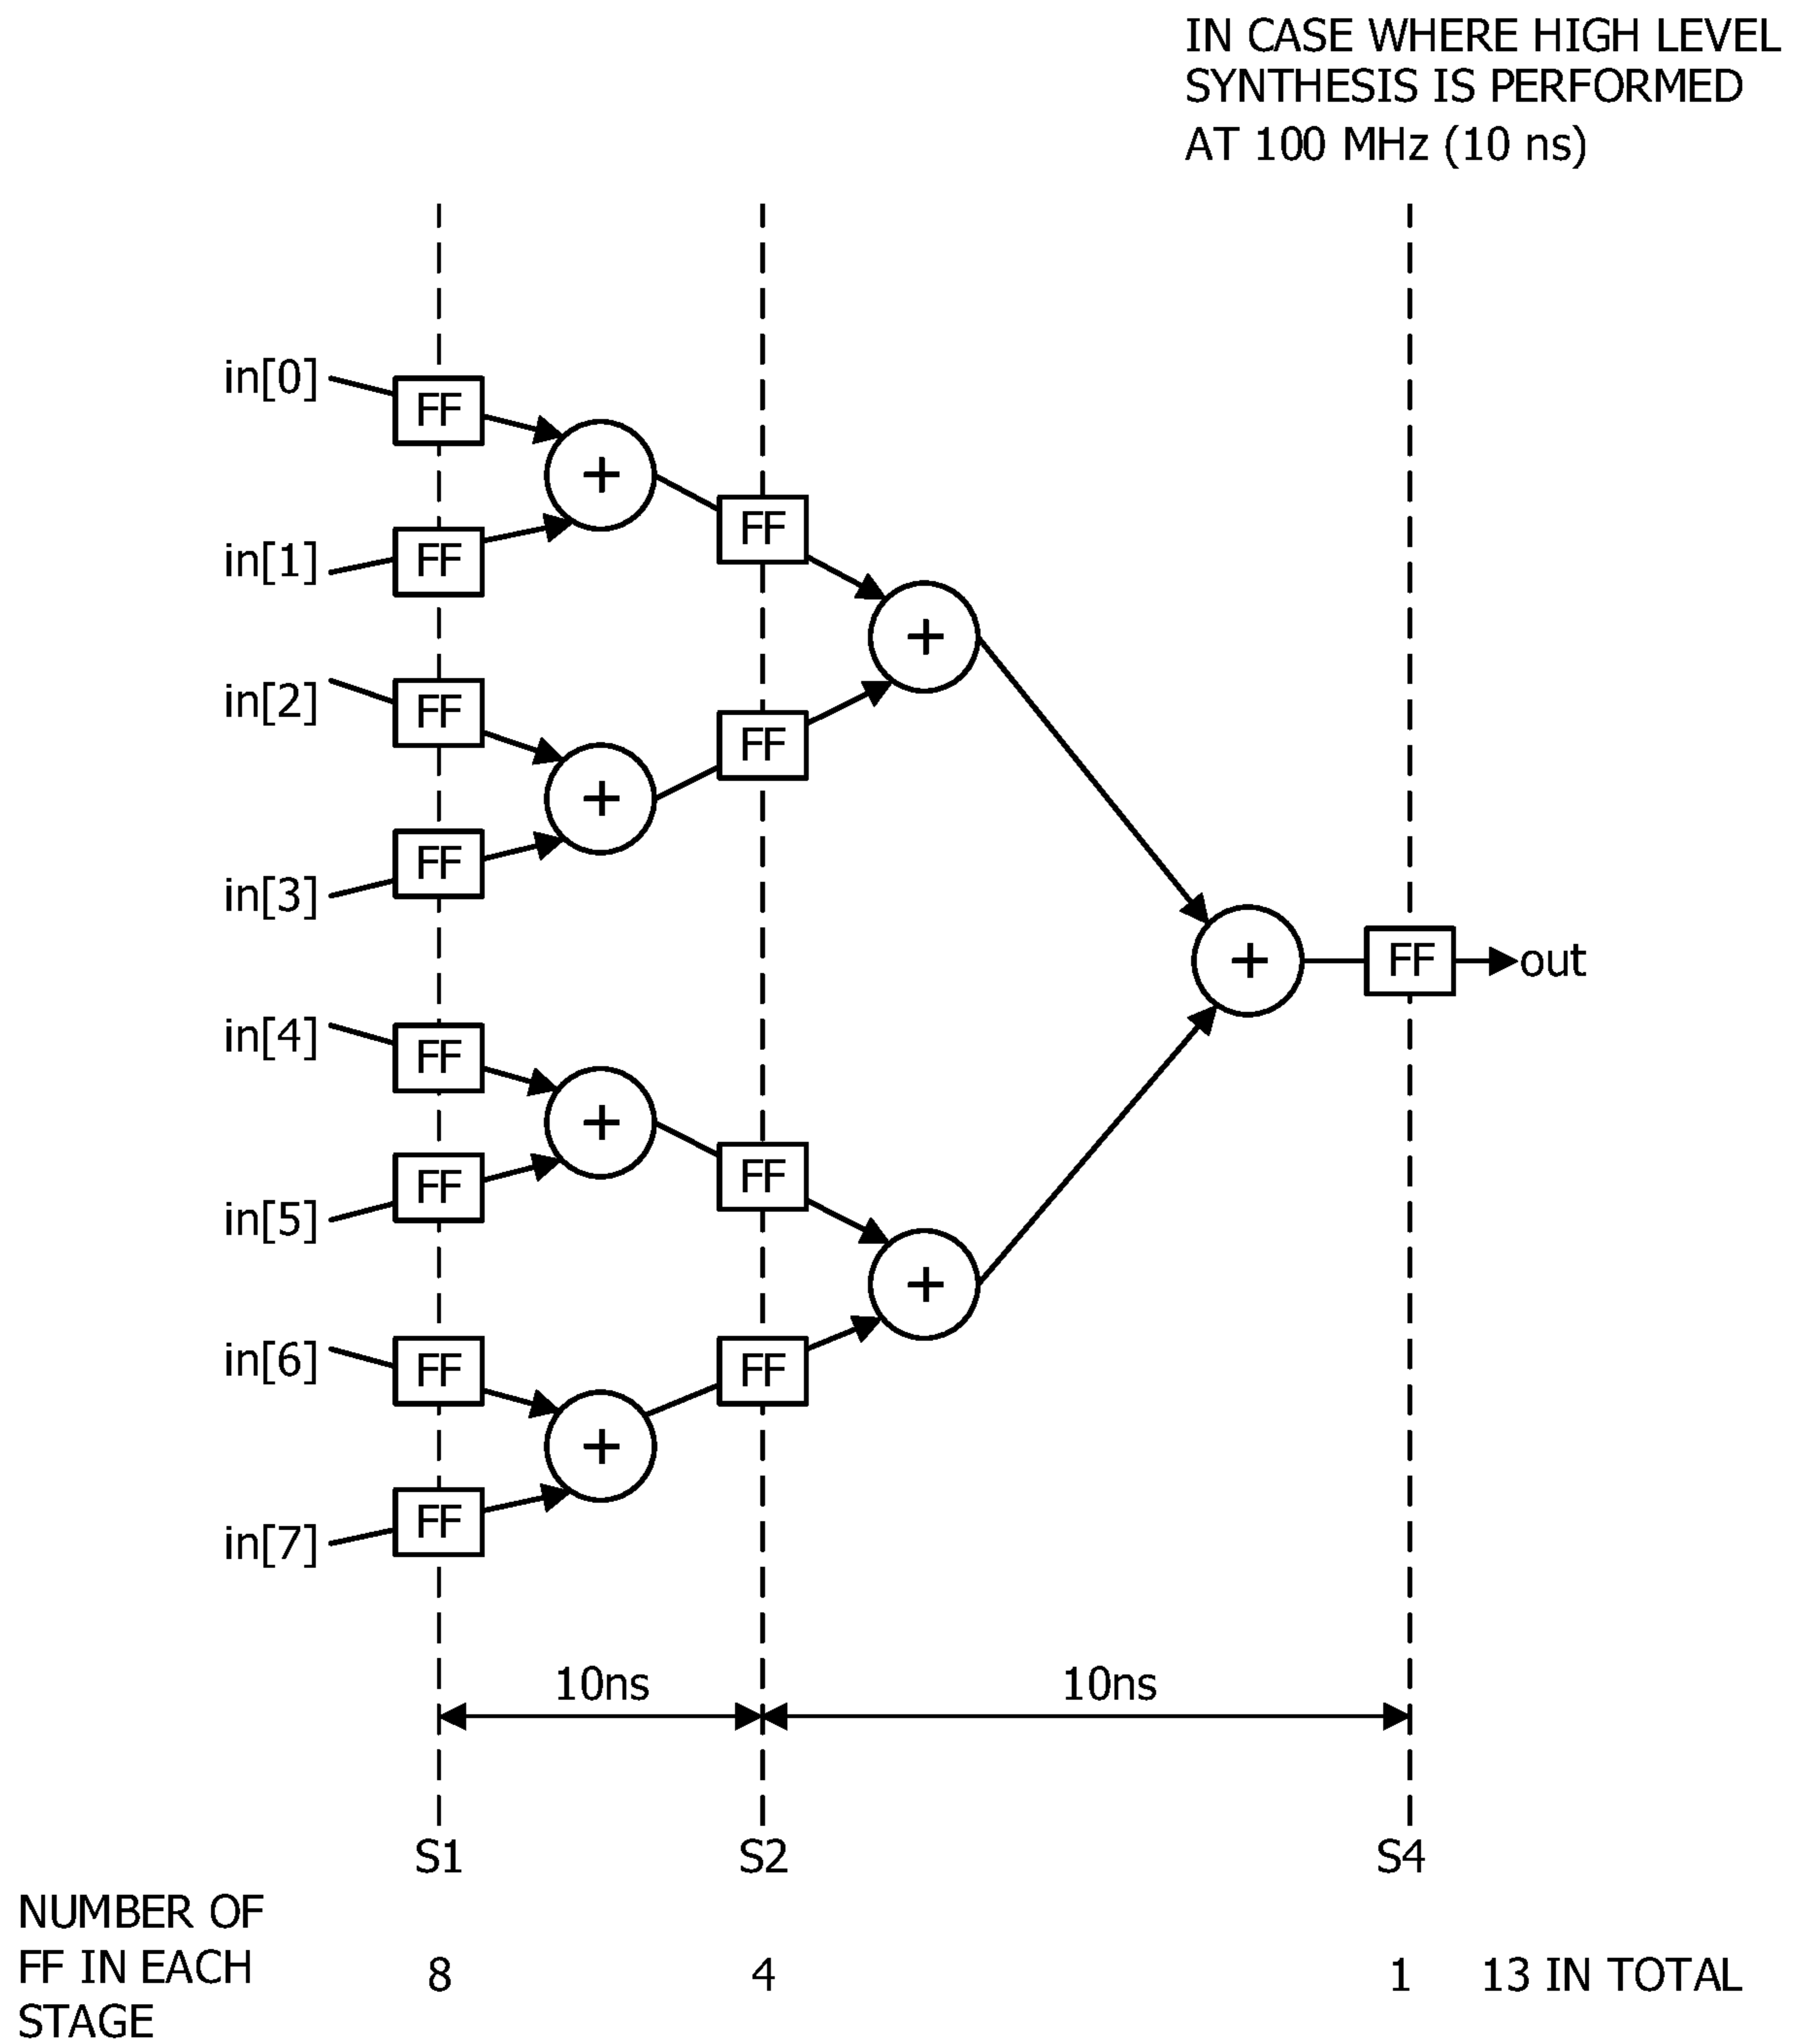 IN CASE WHERE HIGH LEVEL
SYNTHESIS IS PERFORMED
AT 100 MHz (10 ns)
in[0]
FF
+
in[1]
FF
FF
+
in[2]
FF
FF
+
in[3]
FF
+
FF
out
in[4]
FF
+
in[5]
FF
FF
+
in[6]
FF
FF
+
in[7]
FF
10ns
10ns
S1
S2
S4
NUMBER OF
FF IN EACH
STAGE
8
4
1
13 IN TOTAL